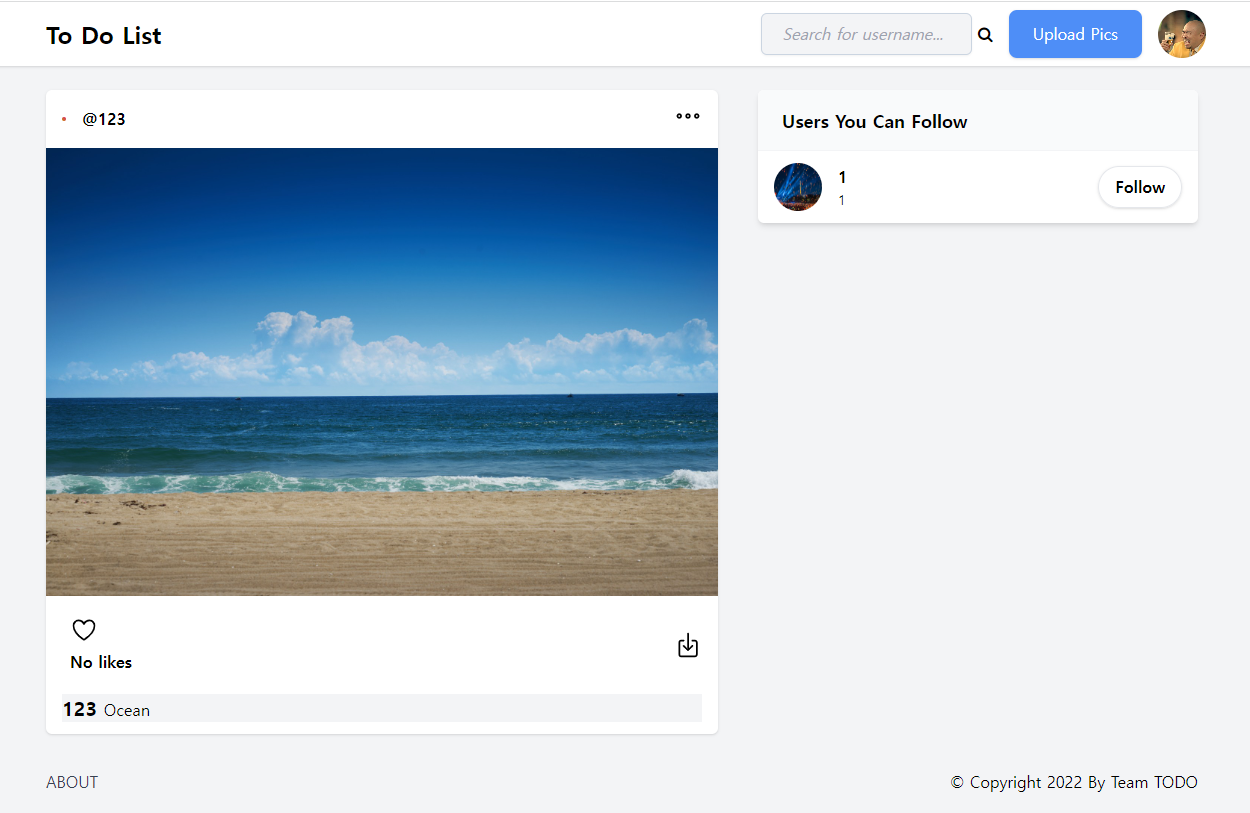 To Do List
Search for username...
Upload Pics
@123
No likes
123 Ocean
Users You Can Follow
1
1
Follow
ABOUT
© Copyright 2022 By Team TODO